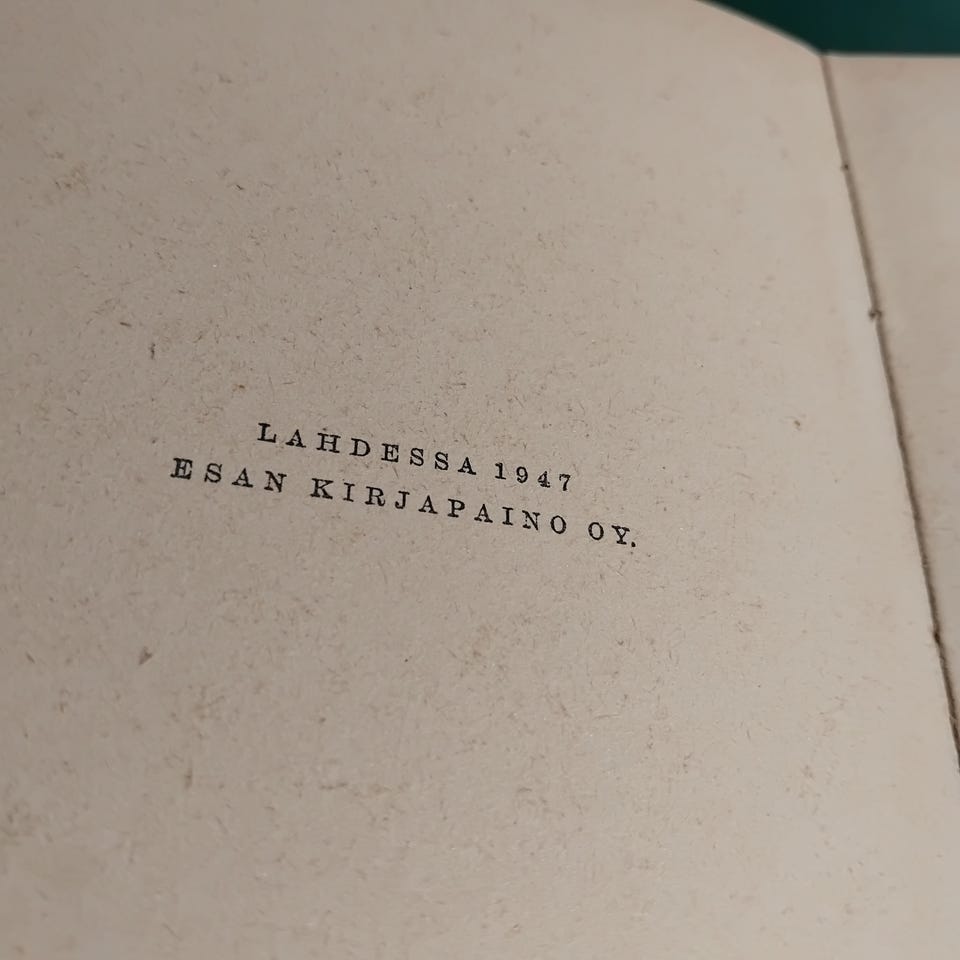 LAHDESSA 1947
ESAN KIRJAPAINO OY.